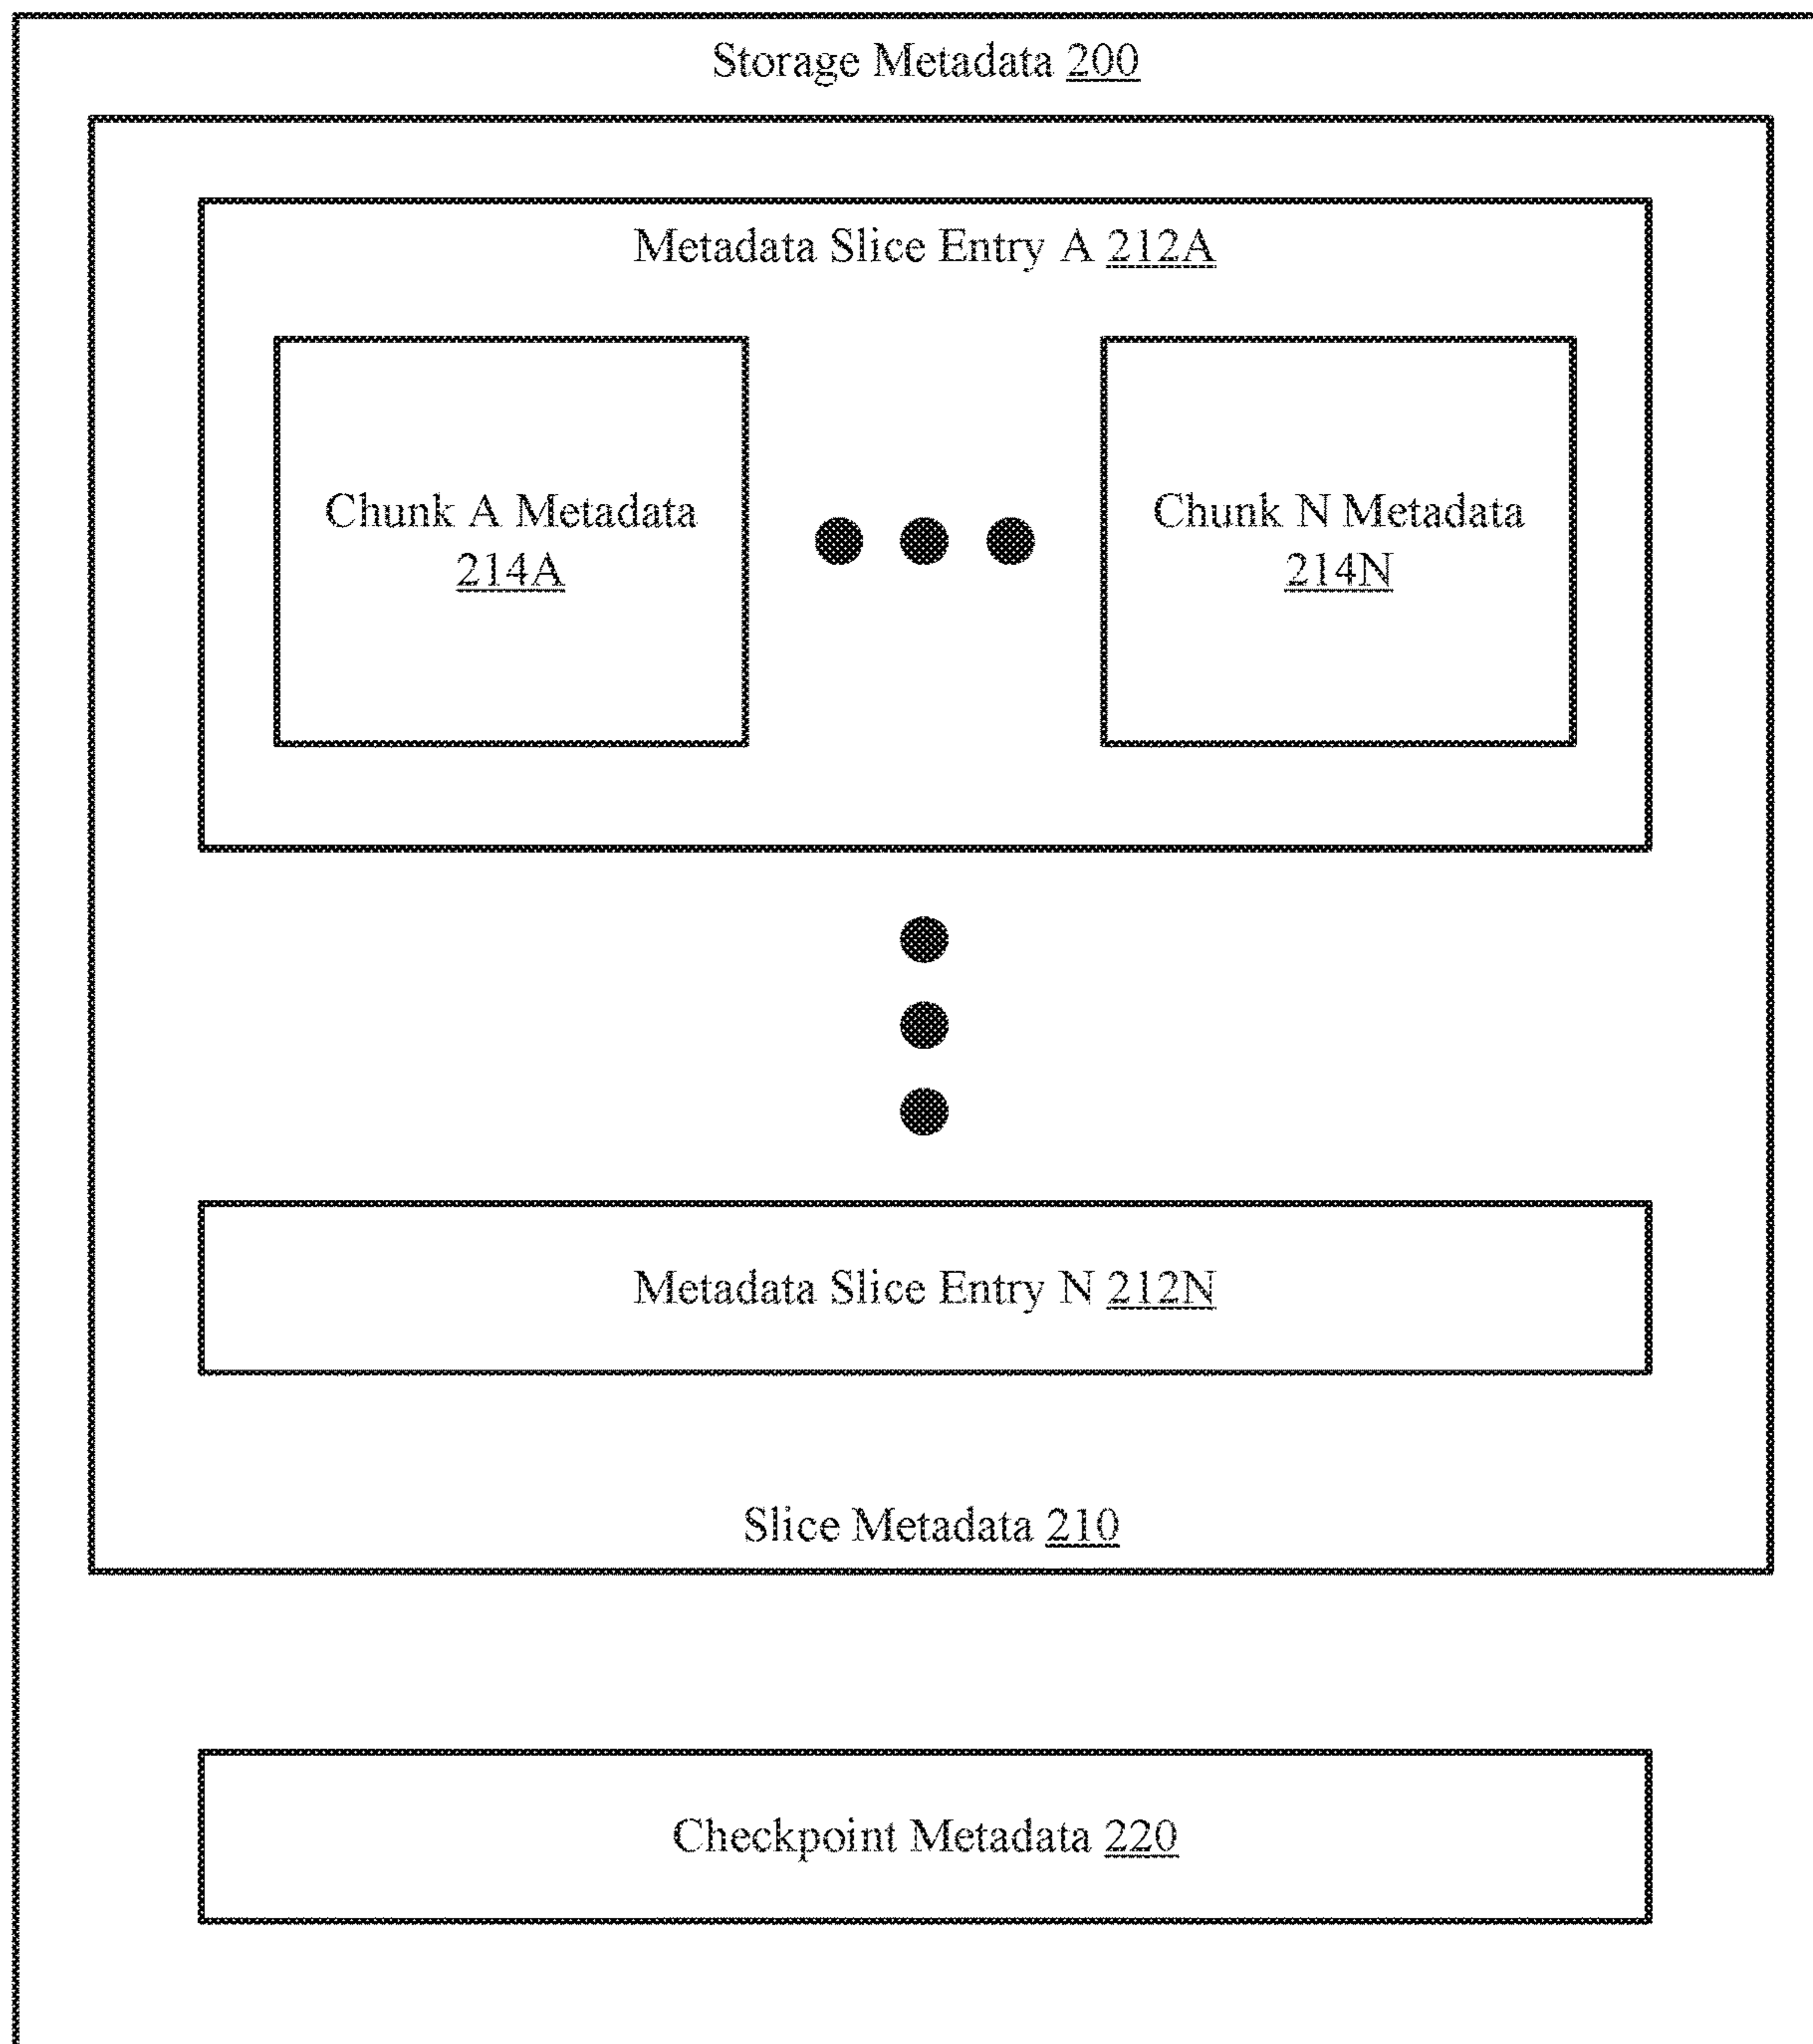 Storage Metadata 200
Metadata Slice Entry A 212A
Chunk A Metadata
214A
Chunk N Metadata
214N
Metadata Slice Entry N 212N
Slice Metadata 210
Checkpoint Metadata 220